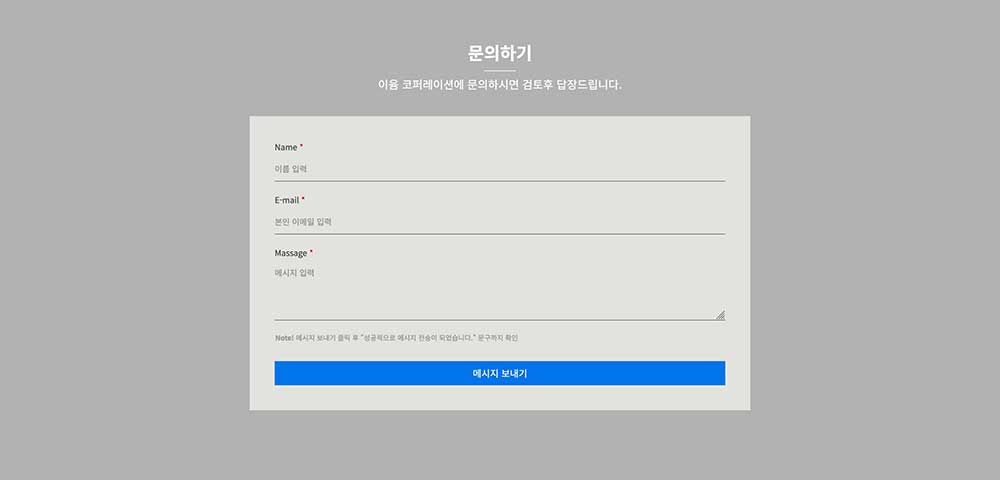 문의하기
이음 코퍼레이션에 문의하시면 검토후 답장드립니다.
Name *
이름 입력
E-mail *
본인 이메일 입력
Massage *
메시지 입력
Note! 메시지 보내기 클릭 후 "성공적으로 메시지 전송이 되었습니다." 문구까지 확인
메시지 보내기